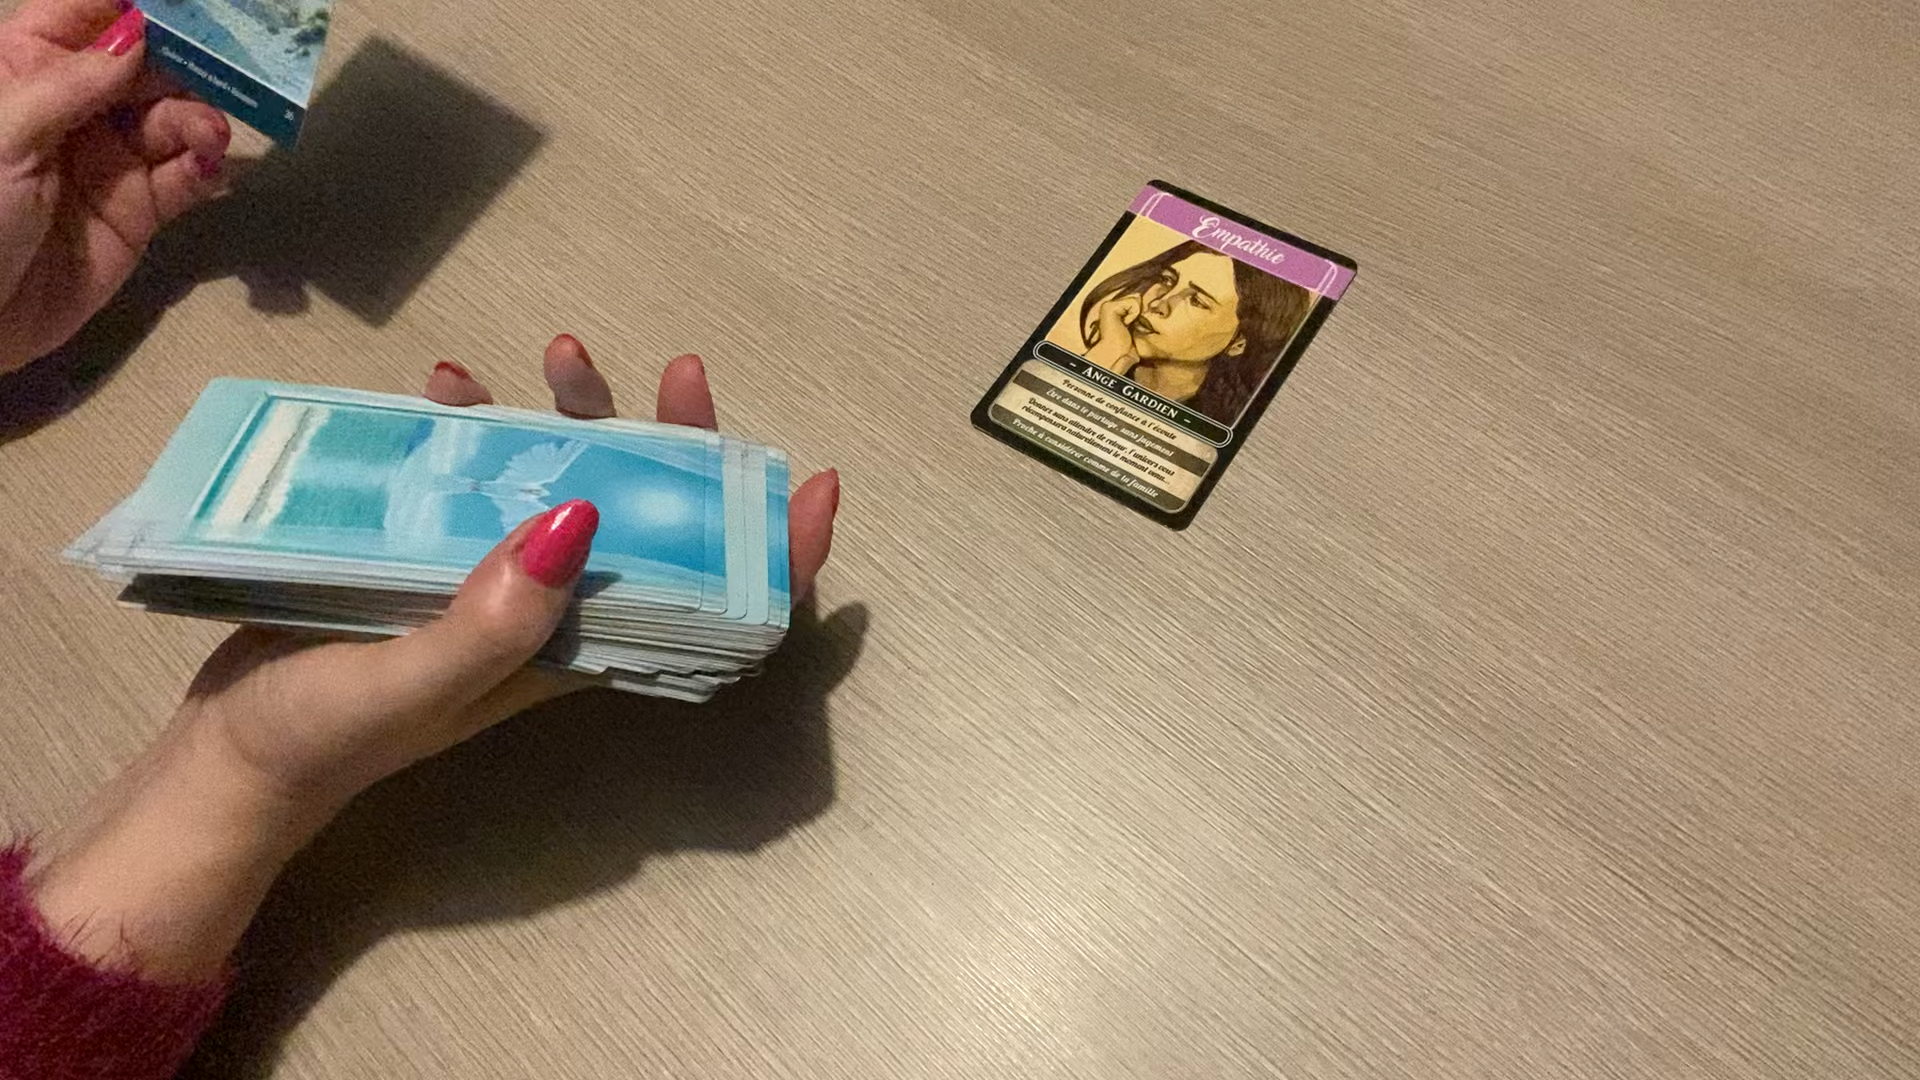 Empathie
- ANGE GARDIEN -
Personne de confiance à l'écoute
Être dans le partage, sans jugement
Donnez sans attendre de retour, l'univers vous
récompensera naturellement le moment venu...
Proche à considérer comme de la famille
36